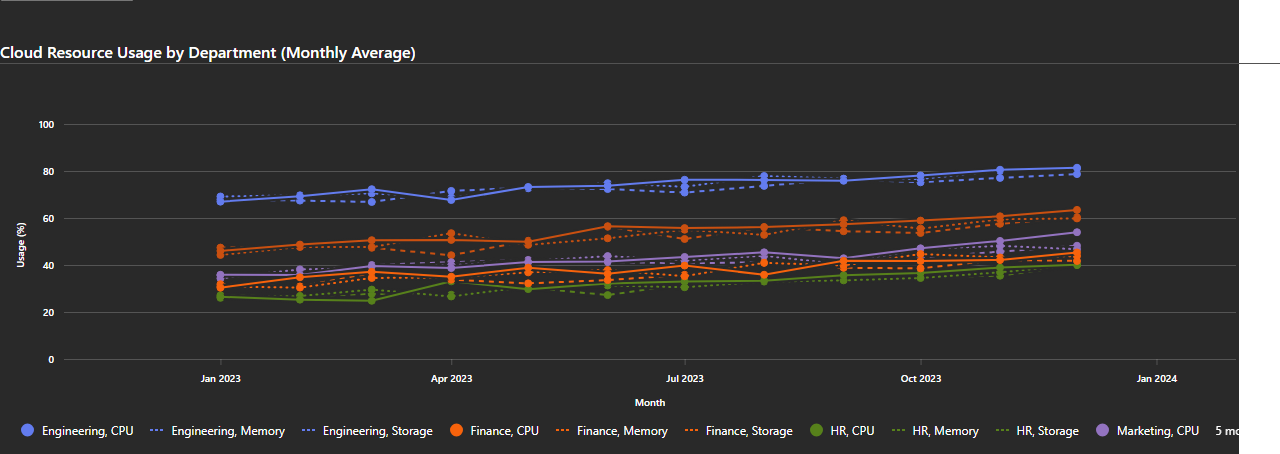 Cloud Resource Usage by Department (Monthly Average)
100
80
60
40
20
0
Usage (%)
Jan 2023 Apr 2023 Jul 2023 Oct 2023 Jan 2024
Month
Engineering, CPU Engineering, Memory Engineering, Storage Finance, CPU Finance, Memory Finance, Storage HR, CPU HR, Memory HR, Storage Marketing, CPU 5 mo